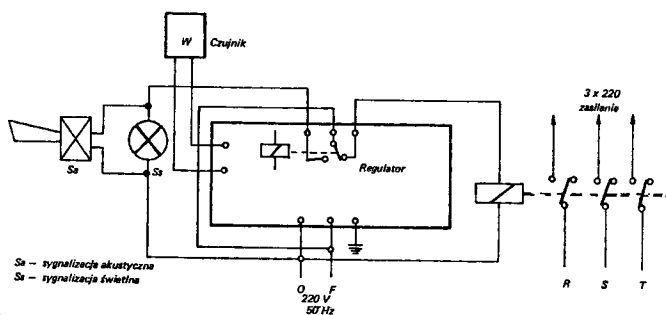 W
Czujnik
3 x 220
zasilanie
Sa
Ss
Regulator
Sa — sygnalizacja akustyczna
Ss — sygnalizacja świetlna
O F
220 V
50 Hz
R S T